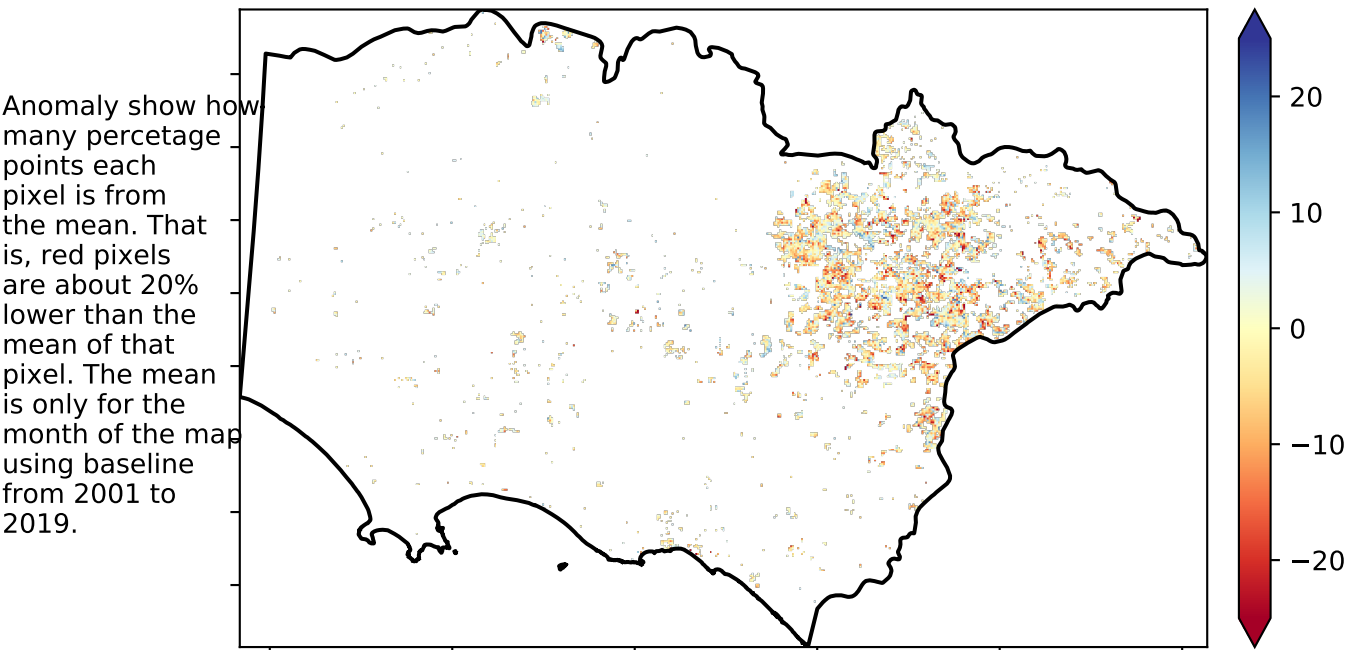 Anomaly show how
many percetage
points each
pixel is from
the mean. That
is, red pixels
are about 20%
lower than the
mean of that
pixel. The mean
is only for the
month of the map
using baseline
from 2001 to
2019.
20
10
0
−10
−20